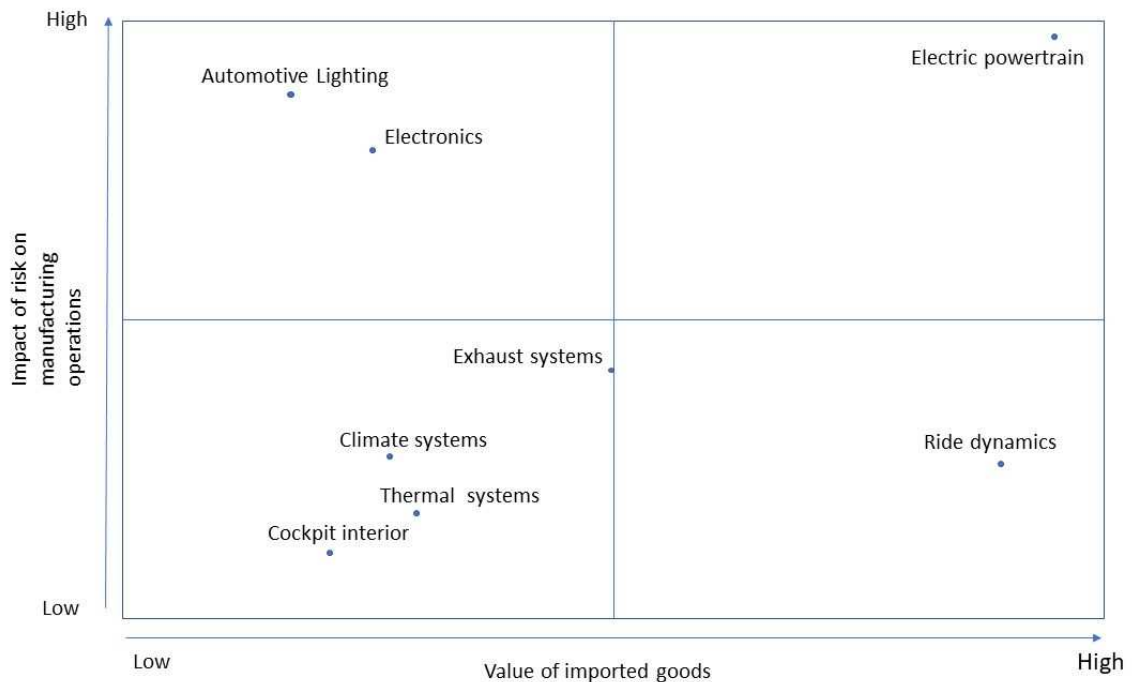 High
Electric powertrain
Automotive Lighting
Electronics
Impact of risk on
manufacturing
operations
Exhaust systems
Climate systems
Ride dynamics
Thermal systems
Cockpit interior
Low
Low
Value of imported goods
High